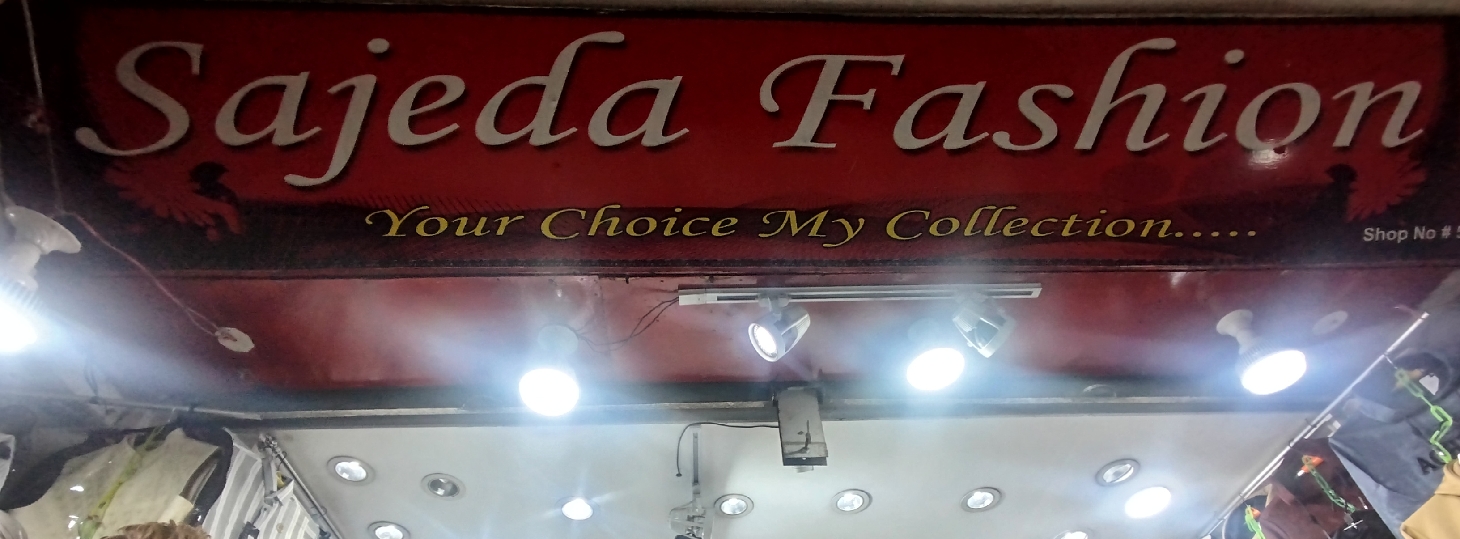 Sajeda Fashion
Your Choice My Collection.....
Shop No #